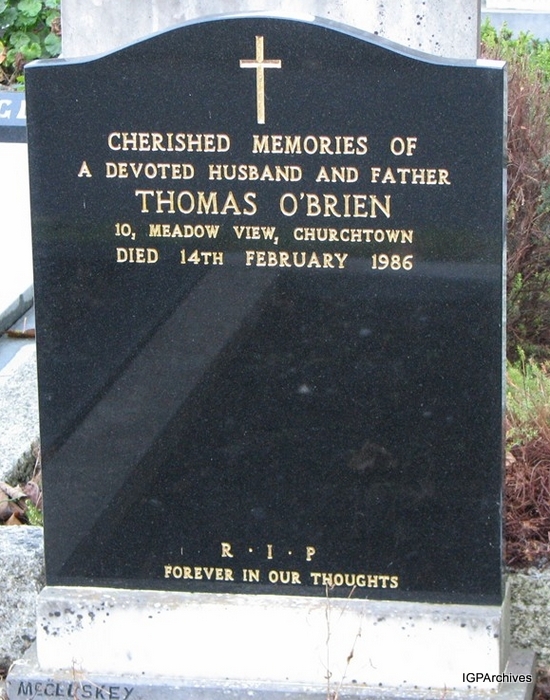 CHERISHED MEMORIES OF
A DEVOTED HUSBAND AND FATHER
THOMAS O'BRIEN
10, MEADOW VIEW, CHURCHTOWN
DIED 14TH FEBRUARY 1986
R · I · P
FOREVER IN OUR THOUGHTS
McCLUSKEY
IGPArchives